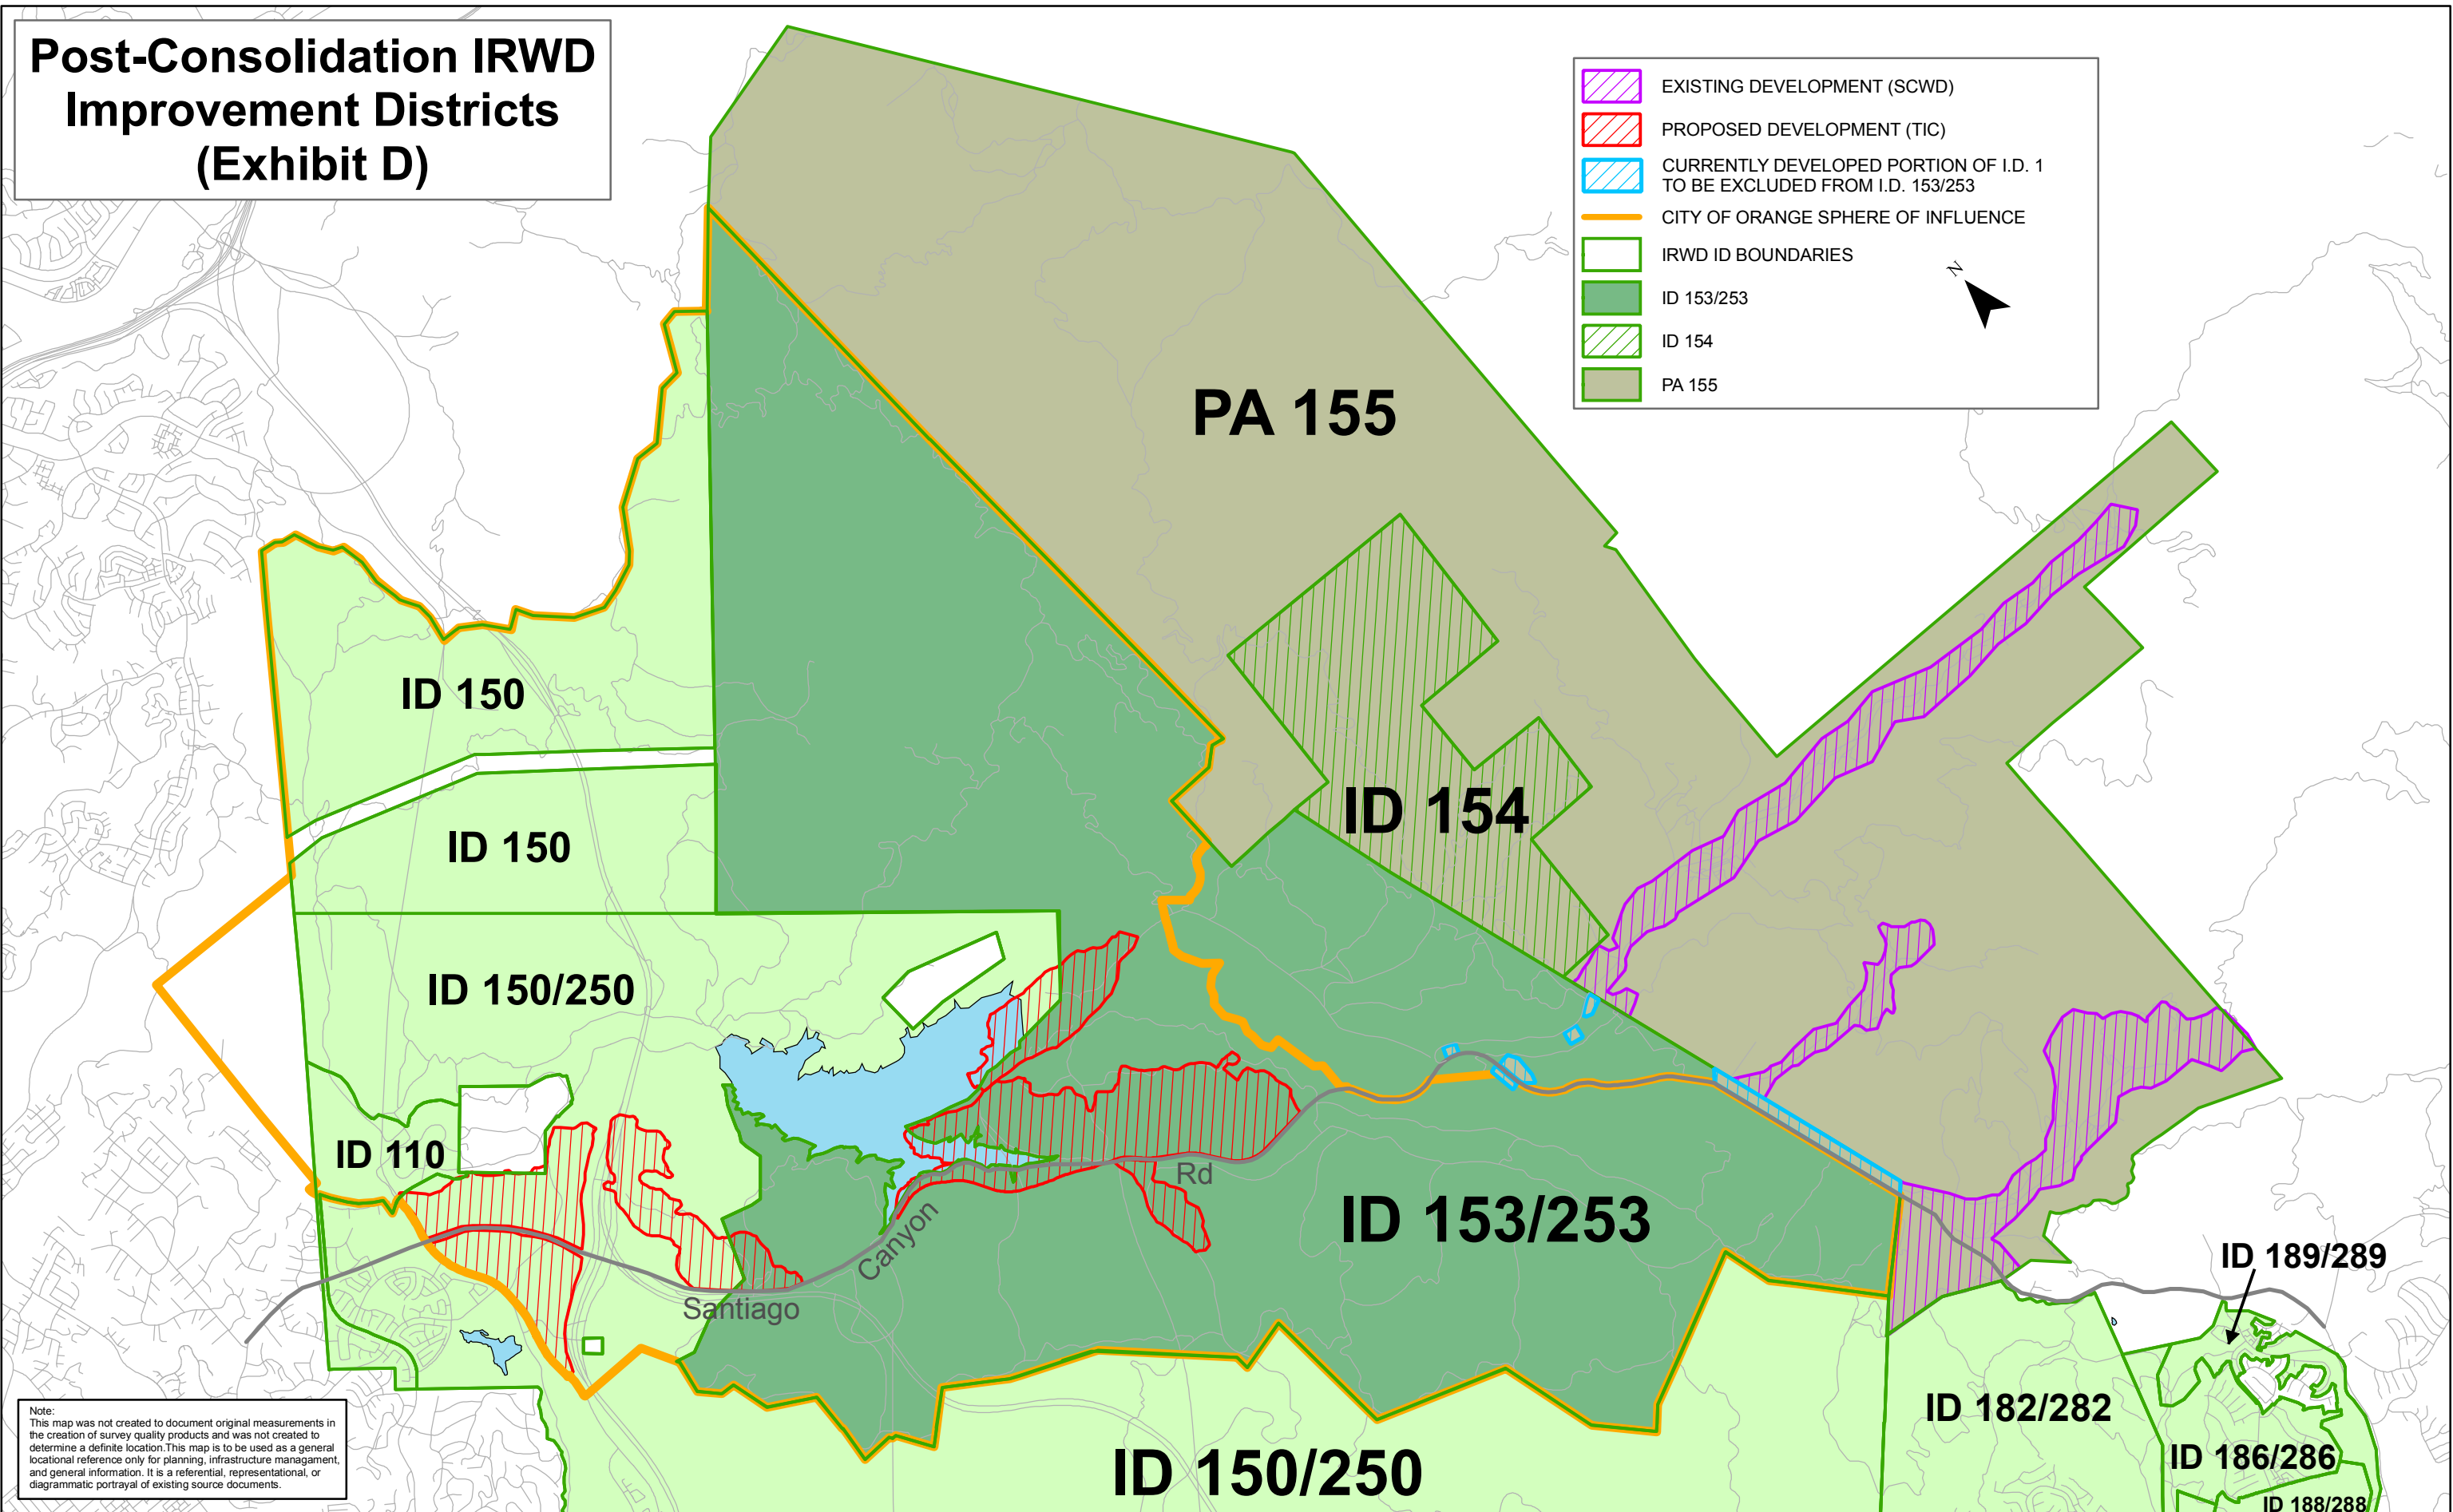 Post-Consolidation IRWD
Improvement Districts
(Exhibit D)
EXISTING DEVELOPMENT (SCWD)
PROPOSED DEVELOPMENT (TIC)
CURRENTLY DEVELOPED PORTION OF I.D. 1
TO BE EXCLUDED FROM I.D. 153/253
CITY OF ORANGE SPHERE OF INFLUENCE
IRWD ID BOUNDARIES
N
ID 153/253
ID 154
PA 155
PA 155
ID 150
ID 154
ID 150
ID 150/250
ID 110
Rd
ID 153/253
Canyon
Santiago
ID 189/289
ID 182/282
ID 186/286
ID 150/250
ID 188/288
Note:
This map was not created to document original measurements in
the creation of survey quality products and was not created to
determine a definite location.This map is to be used as a general
locational reference only for planning, infrastructure managament,
and general information. It is a referential, representational, or
diagrammatic portrayal of existing source documents.